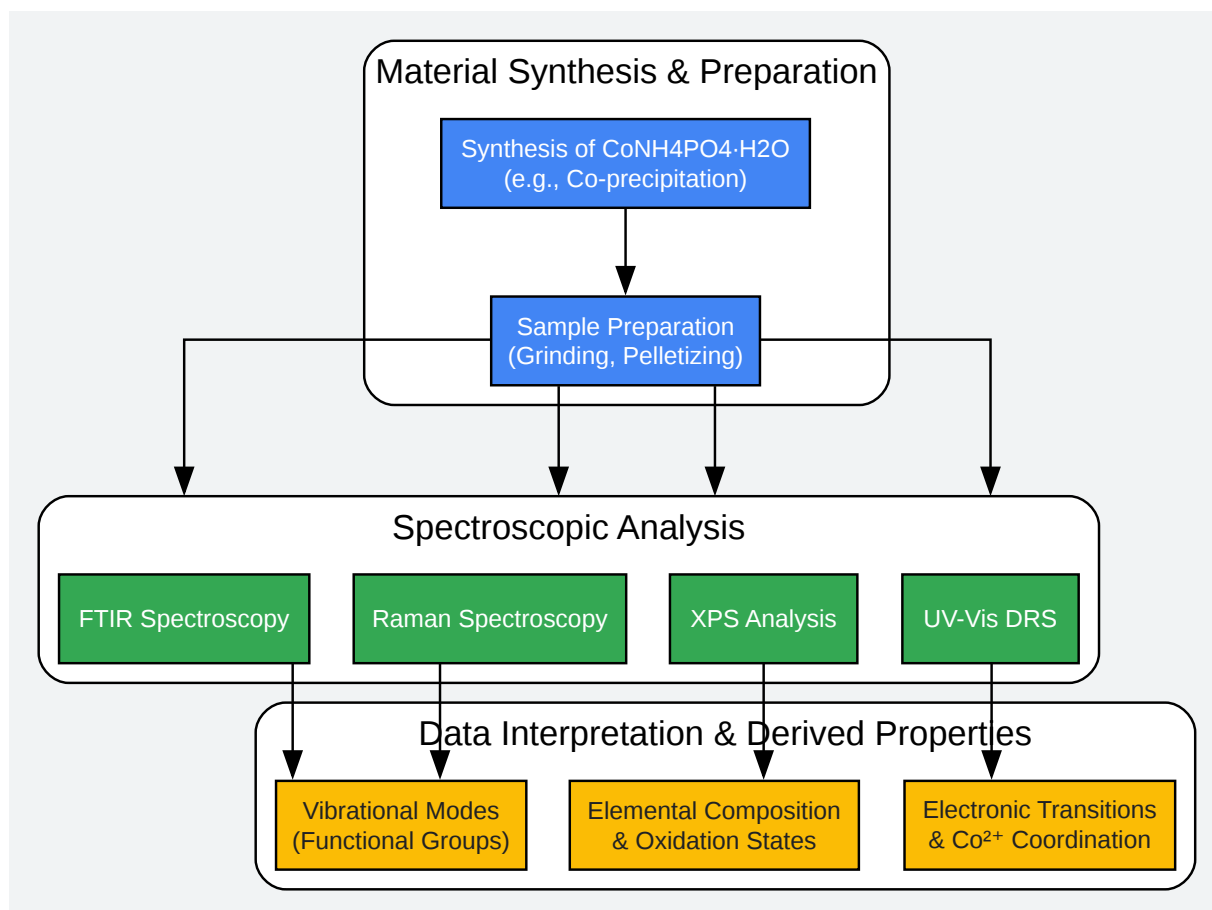 Material Synthesis & Preparation
Synthesis of CoNH4PO4·H2O
(e.g., Co-precipitation)
Sample Preparation
(Grinding, Pelletizing)
Spectroscopic Analysis
FTIR Spectroscopy
Raman Spectroscopy
XPS Analysis
UV-Vis DRS
Data Interpretation & Derived Properties
Vibrational Modes
(Functional Groups)
Elemental Composition
& Oxidation States
Electronic Transitions
& Co²⁺ Coordination